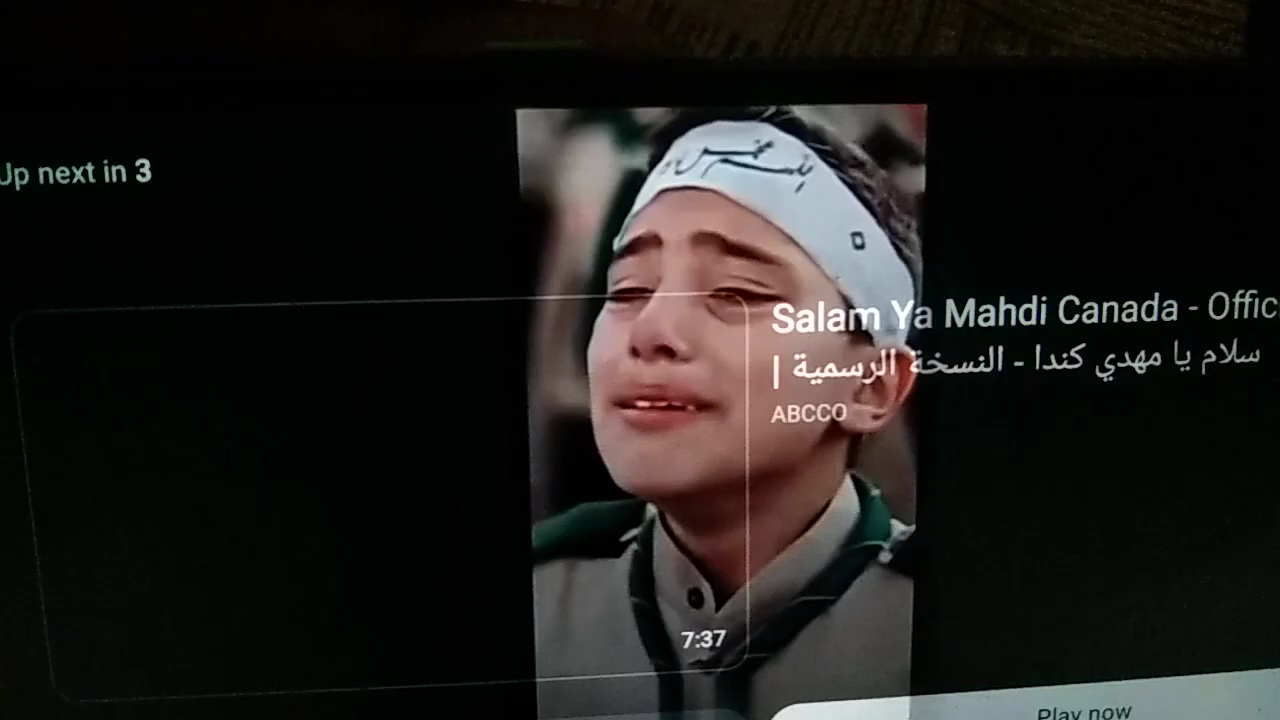 Up next in 3
Salam Ya Mahdi Canada - Offic
سلام يا مهدي كندا - النسخة الرسمية |
ABCCO
7:37
Play now